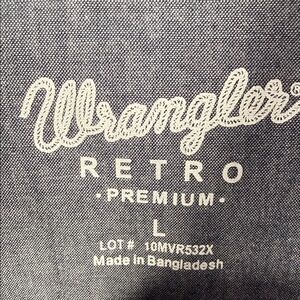 Wrangler®
RETRO
• PREMIUM •
L
LOT # 10MVR532X
Made in Bangladesh